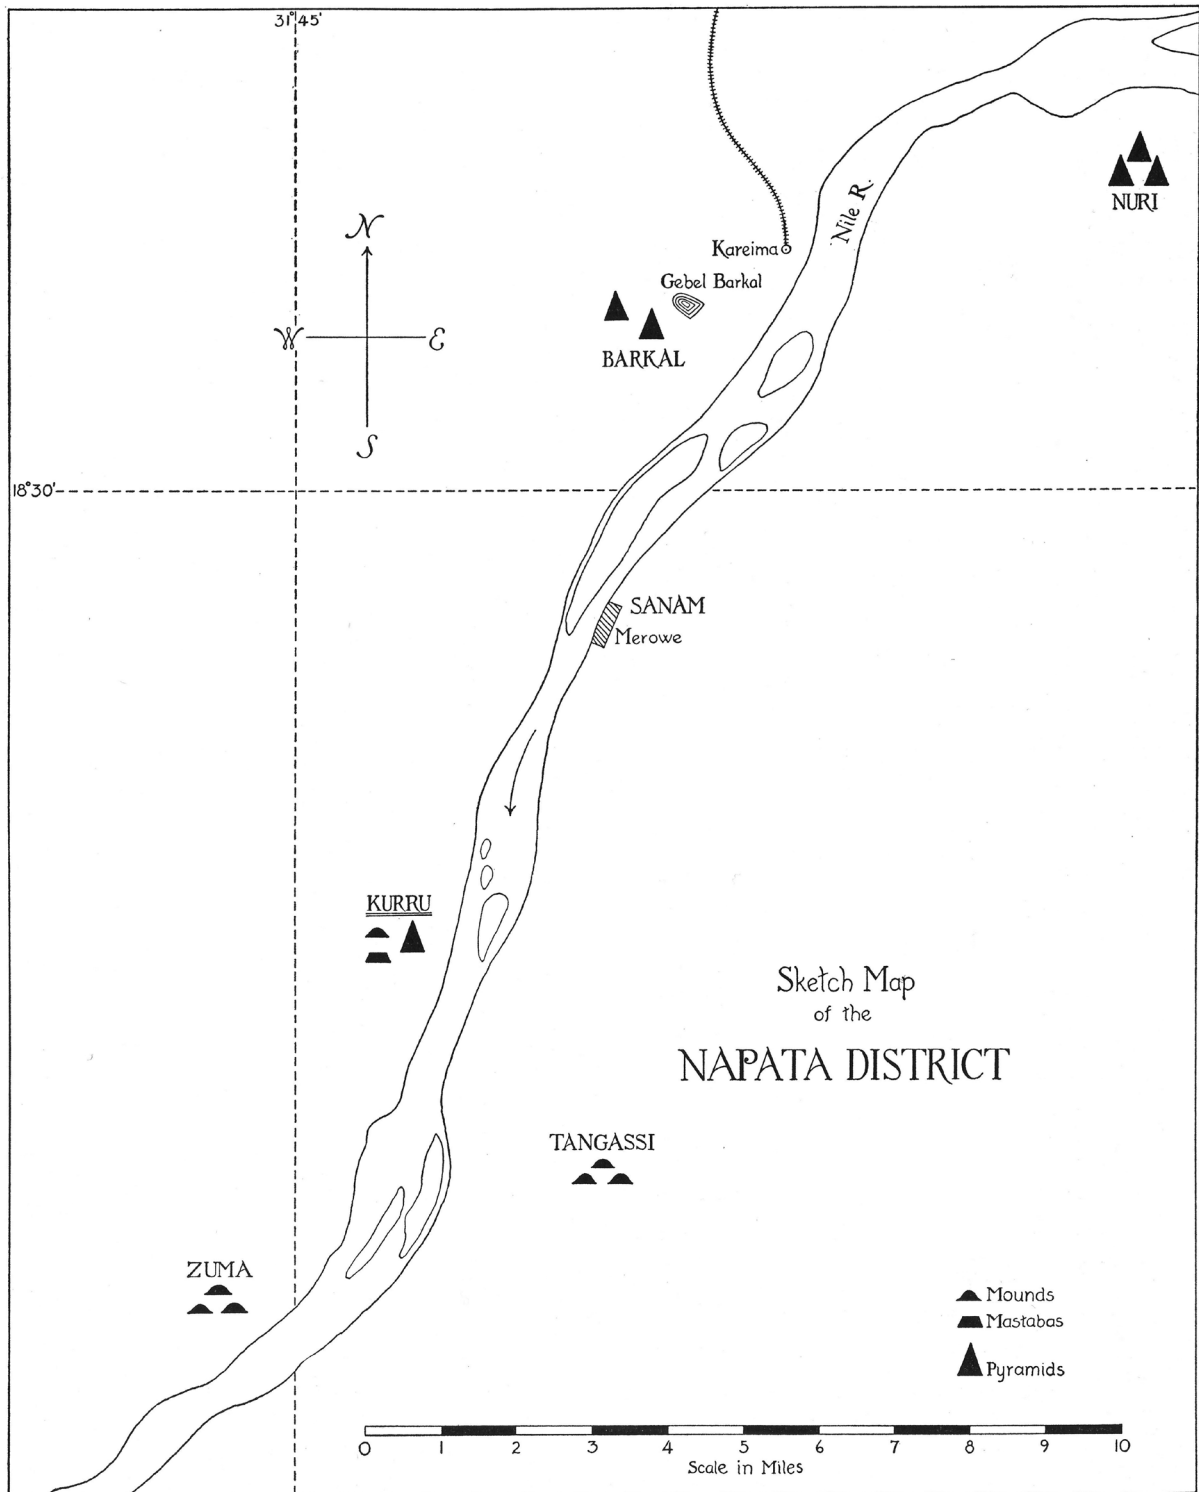 31°45'
N
W E
S
Nile R.
NURI
Kareima
Gebel Barkal
BARKAL
18°30'
SANAM
Merowe
KURRU
Sketch Map
of the
NAPATA DISTRICT
TANGASSI
ZUMA
Mounds
Mastabas
Pyramids
0 1 2 3 4 5 6 7 8 9 10
Scale in Miles